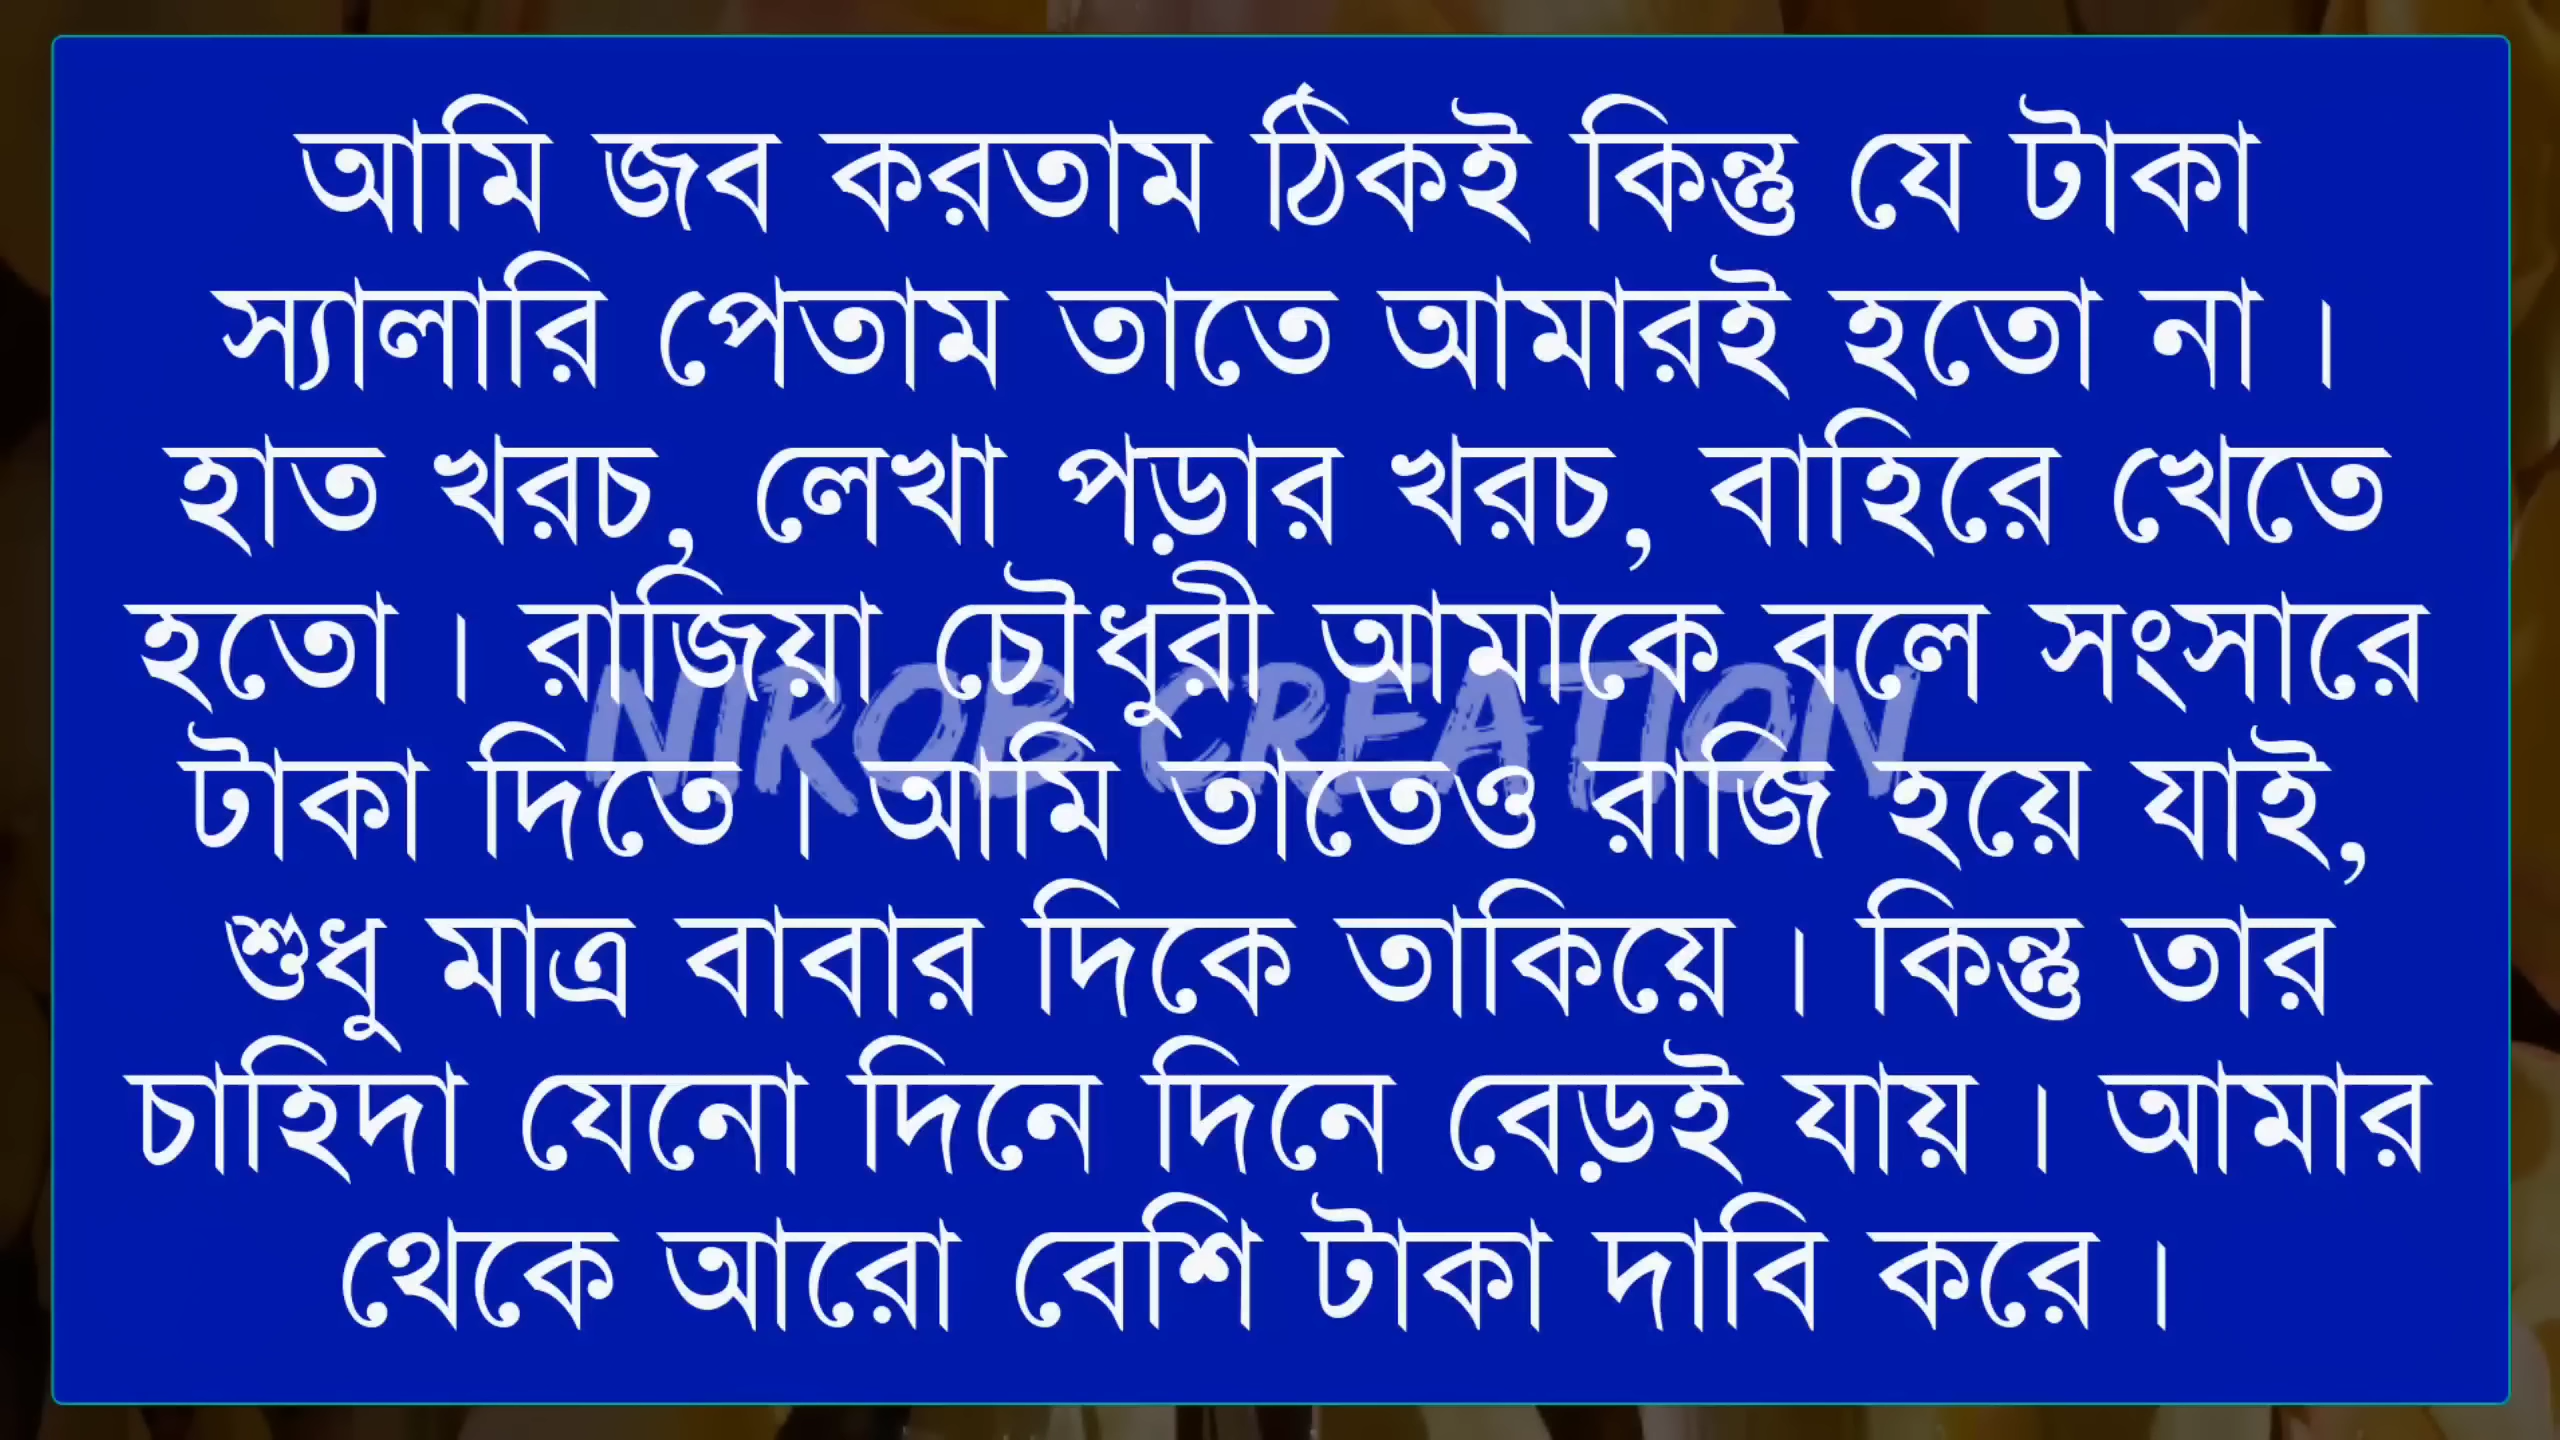 আমি জব করতাম ঠিকই কিন্তু যে টাকা
স্যালারি পেতাম তাতে আমারই হতো না ।
হাত খরচ, লেখা পড়ার খরচ, বাহিরে খেতে
হতো । রাজিয়া চৌধুরী আমাকে বলে সংসারে
NIROB CREATION
টাকা দিতে । আমি তাতেও রাজি হয়ে যাই,
শুধু মাত্র বাবার দিকে তাকিয়ে । কিন্তু তার
চাহিদা যেনো দিনে দিনে বেড়ই যায় । আমার
থেকে আরো বেশি টাকা দাবি করে ।